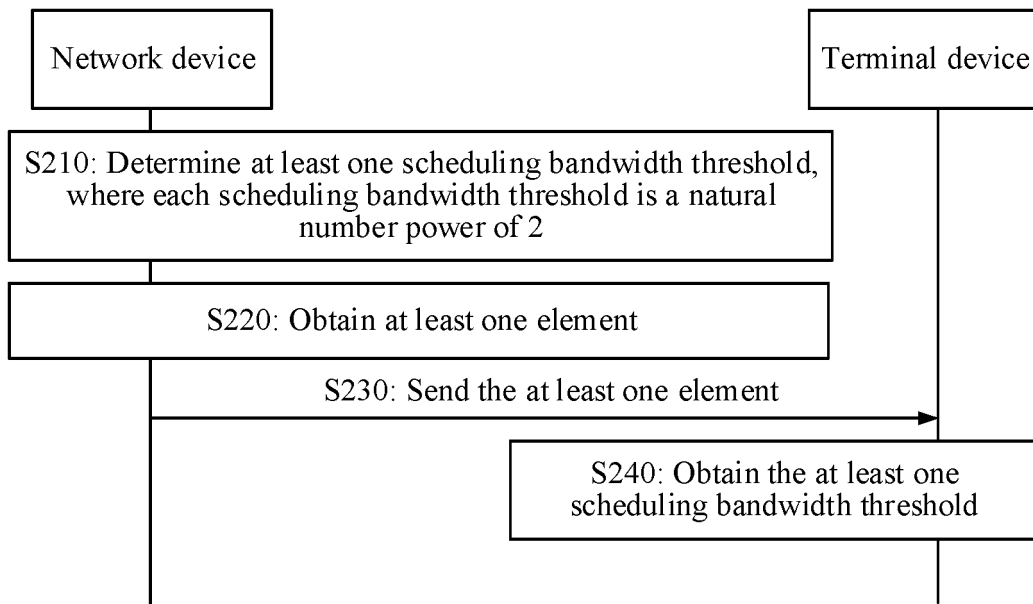 Network device
Terminal device
S210: Determine at least one scheduling bandwidth threshold,
where each scheduling bandwidth threshold is a natural
number power of 2
S220: Obtain at least one element
S230: Send the at least one element
S240: Obtain the at least one
scheduling bandwidth threshold